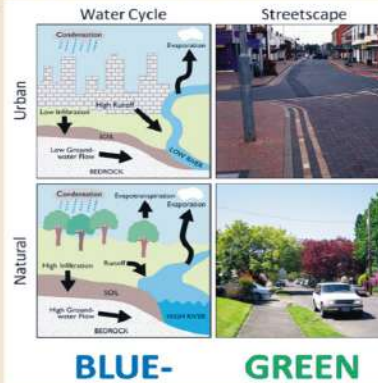 Water Cycle
Streetscape
Urban
Condensation
Evaporation
High Runoff
Low Infiltration
SOIL
Low Ground-
water Flow
LOW RIVER
BEDROCK
Natural
Condensation
Evapotranspiration
Evaporation
High Infiltration
Runoff
SOIL
High Ground-
water Flow
HIGH RIVER
BEDROCK
BLUE-
GREEN